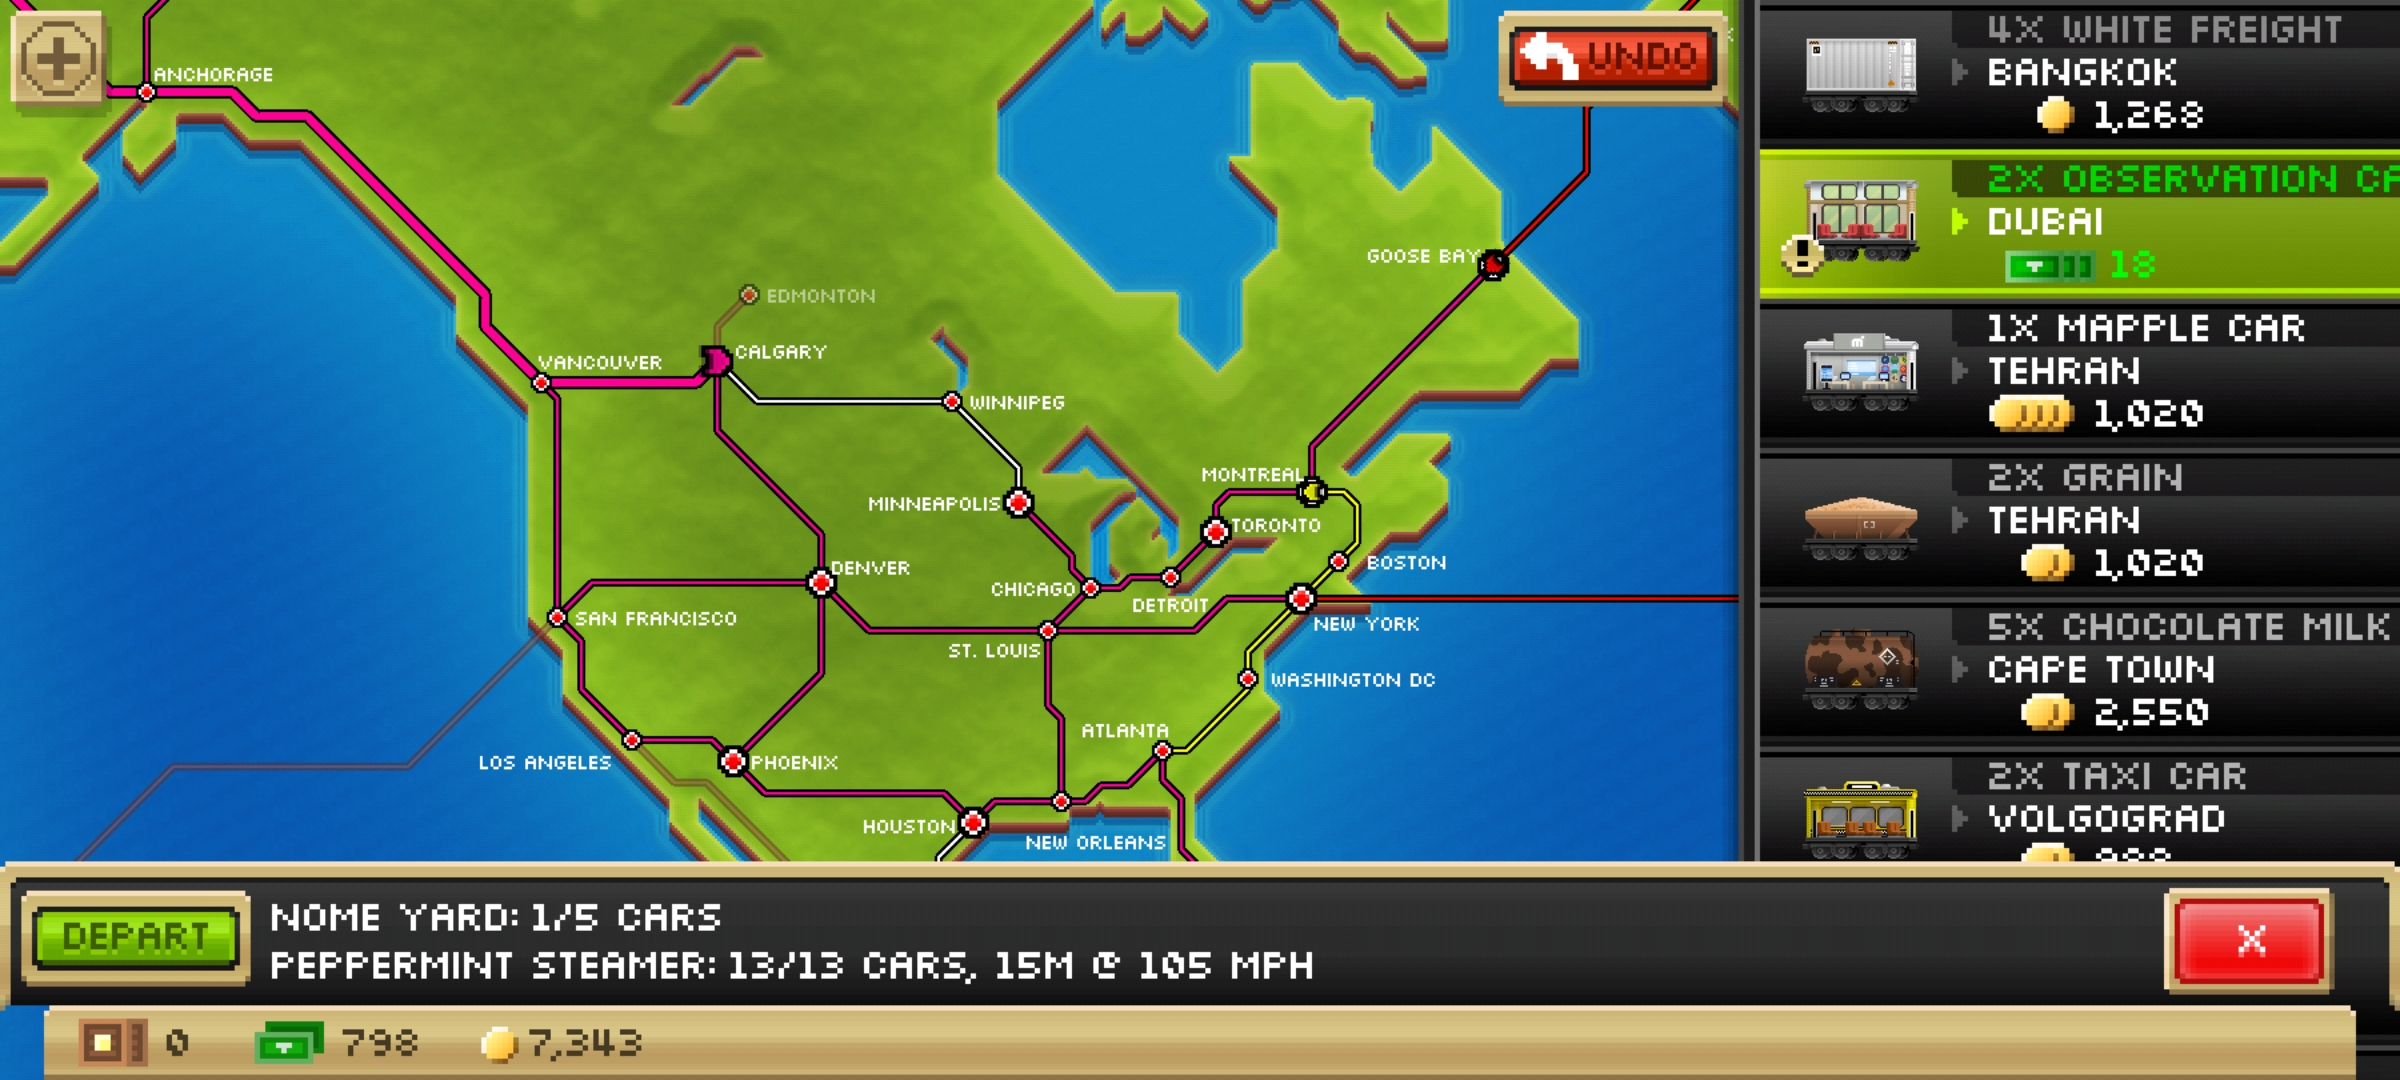 ANCHORAGE
UNDO
GOOSE BAY
EDMONTON
CALGARY
VANCOUVER
WINNIPEG
MONTREAL
MINNEAPOLIS
TORONTO
BOSTON
DENVER
CHICAGO
DETROIT
SAN FRANCISCO
NEW YORK
ST. LOUIS
WASHINGTON DC
ATLANTA
LOS ANGELES
PHOENIX
HOUSTON
NEW ORLEANS
4X WHITE FREIGHT
BANGKOK
1,268
2X OBSERVATION CA
DUBAI
18
1X MAPPLE CAR
TEHRAN
1,020
2X GRAIN
TEHRAN
1,020
5X CHOCOLATE MILK
CAPE TOWN
2,550
2X TAXI CAR
VOLGOGRAD
DEPART
NOME YARD: 1/5 CARS
PEPPERMINT STEAMER: 13/13 CARS, 15M @ 105 MPH
X
0
798
7,343